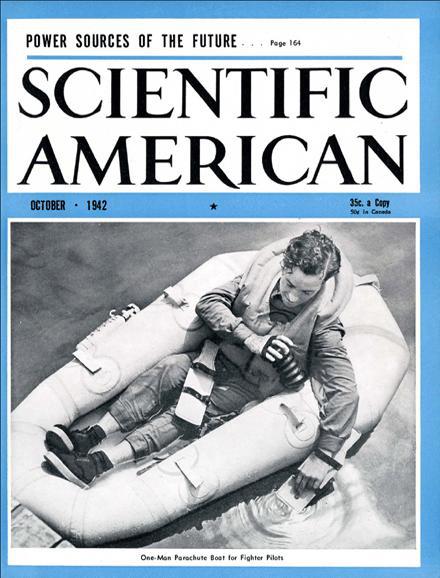 POWER SOURCES OF THE FUTURE . . . Page 164
SCIENTIFIC
AMERICAN
OCTOBER · 1942
35c. a Copy
50¢ in Canada
One-Man Parachute Boat for Fighter Pilots